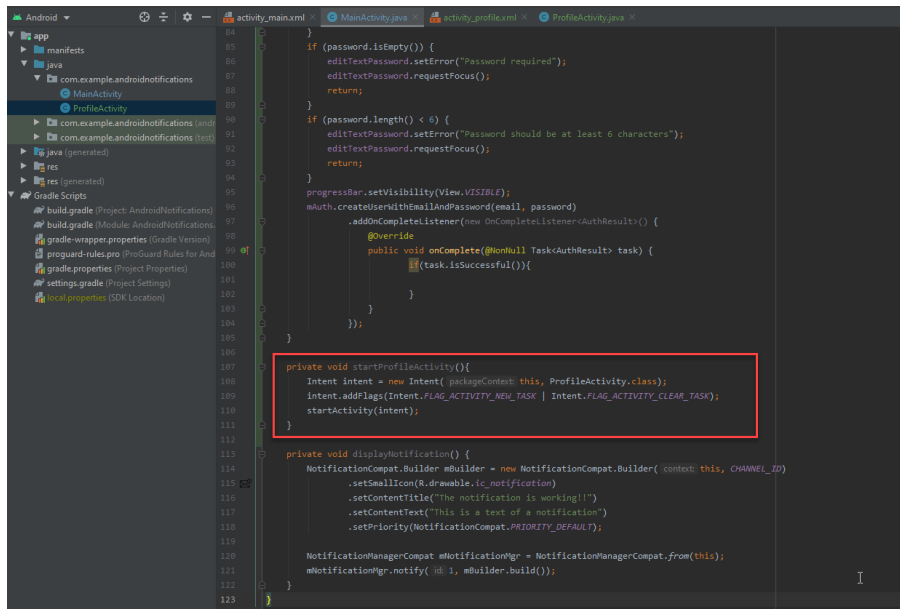 Android
activity_main.xml
MainActivity.java
activity_profile.xml
ProfileActivity.java
app
manifests
java
com.example.androidnotifications
MainActivity
ProfileActivity
com.example.androidnotifications (andr
com.example.androidnotifications (test)
java (generated)
res
res (generated)
Gradle Scripts
build.gradle (Project: AndroidNotifications)
build.gradle (Module: AndroidNotifications.
gradle-wrapper.properties (Gradle Version)
proguard-rules.pro (ProGuard Rules for And
gradle.properties (Project Properties)
settings.gradle (Project Settings)
local.properties (SDK Location)
84 }
85 if (password.isEmpty()) {
86 editTextPassword.setError("Password required");
87 editTextPassword.requestFocus();
88 return;
89 }
90 if (password.length() < 6) {
91 editTextPassword.setError("Password should be at least 6 characters");
92 editTextPassword.requestFocus();
93 return;
94 }
95 progressBar.setVisibility(View.VISIBLE);
96 mAuth.createUserWithEmailAndPassword(email, password)
97 .addOnCompleteListener(new OnCompleteListener<AuthResult>() {
98 @Override
99 public void onComplete(@NonNull Task<AuthResult> task) {
100 if(task.isSuccessful()){
101
102 }
103 }
104 });
105 }
106
107 private void startProfileActivity(){
108 Intent intent = new Intent( packageContext: this, ProfileActivity.class);
109 intent.addFlags(Intent.FLAG_ACTIVITY_NEW_TASK | Intent.FLAG_ACTIVITY_CLEAR_TASK);
110 startActivity(intent);
111 }
112
113 private void displayNotification() {
114 NotificationCompat.Builder mBuilder = new NotificationCompat.Builder( context: this, CHANNEL_ID)
115 .setSmallIcon(R.drawable.ic_notification)
116 .setContentTitle("The notification is working!!")
117 .setContentText("This is a text of a notification")
118 .setPriority(NotificationCompat.PRIORITY_DEFAULT);
119
120 NotificationManagerCompat mNotificationMgr = NotificationManagerCompat.from(this);
121 mNotificationMgr.notify( id: 1, mBuilder.build());
122 }
123 }